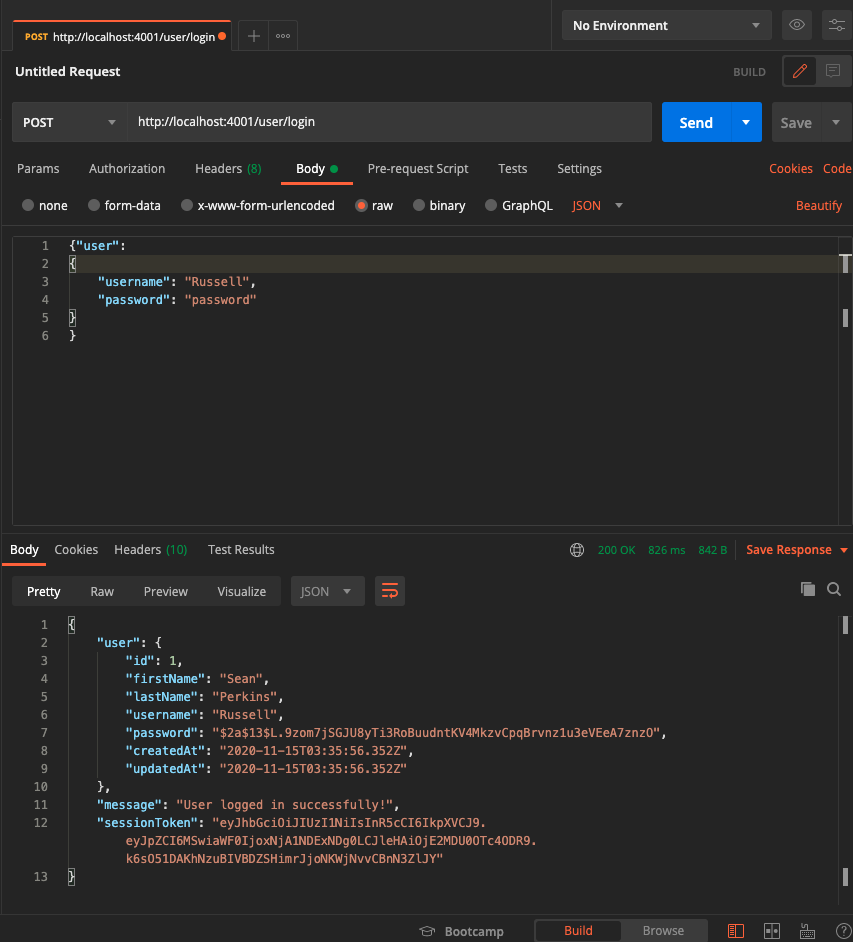 POST http://localhost:4001/user/login
No Environment
Untitled Request
BUILD
POST http://localhost:4001/user/login Send Save
Params Authorization Headers (8) Body Pre-request Script Tests Settings Cookies Code
none form-data x-www-form-urlencoded raw binary GraphQL JSON Beautify
1 {"user":
2 {
3 "username": "Russell",
4 "password": "password"
5 }
6 }
Body Cookies Headers (10) Test Results 200 OK 826 ms 842 B Save Response
Pretty Raw Preview Visualize JSON
1 {
2 "user": {
3 "id": 1,
4 "firstName": "Sean",
5 "lastName": "Perkins",
6 "username": "Russell",
7 "password": "$2a$13$L.9zom7jSGJU8yTi3RoBuudntKV4MkzvCpqBrvnz1u3eVEeA7znzO",
8 "createdAt": "2020-11-15T03:35:56.352Z",
9 "updatedAt": "2020-11-15T03:35:56.352Z"
10 },
11 "message": "User logged in successfully!",
12 "sessionToken": "eyJhbGciOiJIUzI1NiIsInR5cCI6IkpXVCJ9.
eyJpZCI6MSwiaWF0IjoxNjA1NDExNDg0LCJleHAiOjE2MDU0OTc4ODR9.
k6sO51DAKhNzuBIVBDZSHimrJjoNKWjNvvCBnN3ZlJY"
13 }
Bootcamp Build Browse